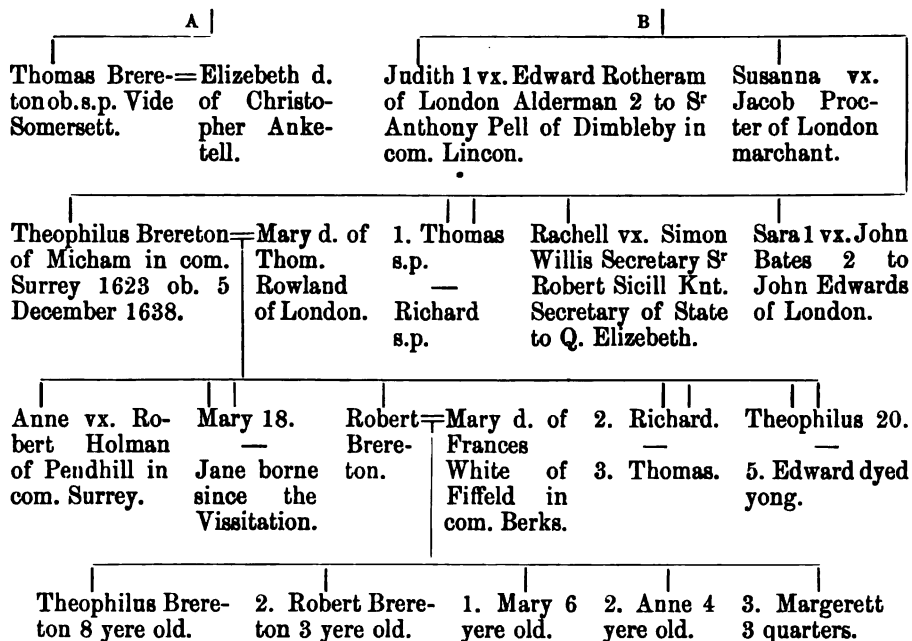 A
B
Thomas Brere-
ton ob. s.p. Vide
Somersett.
Elizebeth d.
of Christo-
pher Anke-
tell.
Judith 1 vx. Edward Rotheram
of London Alderman 2 to Sʳ
Anthony Pell of Dimbleby in
com. Lincon.
Susanna vx.
Jacob Proc-
ter of London
marchant.
Theophilus Brereton
of Micham in com.
Surrey 1623 ob. 5
December 1638.
Mary d. of
Thom.
Rowland
of London.
1. Thomas
s.p.
—
Richard
s.p.
Rachell vx. Simon
Willis Secretary Sʳ
Robert Sicill Knt.
Secretary of State
to Q. Elizebeth.
Sara 1 vx. John
Bates 2 to
John Edwards
of London.
Anne vx. Ro-
bert Holman
of Pendhill in
com. Surrey.
Mary 18.
—
Jane borne
since the
Vissitation.
Robert
Brere-
ton.
Mary d. of
Frances
White of
Fiffeld in
com. Berks.
2. Richard.
—
3. Thomas.
Theophilus 20.
—
5. Edward dyed
yong.
Theophilus Brere-
ton 8 yere old.
2. Robert Brere-
ton 3 yere old.
1. Mary 6
yere old.
2. Anne 4
yere old.
3. Margerett
3 quarters.